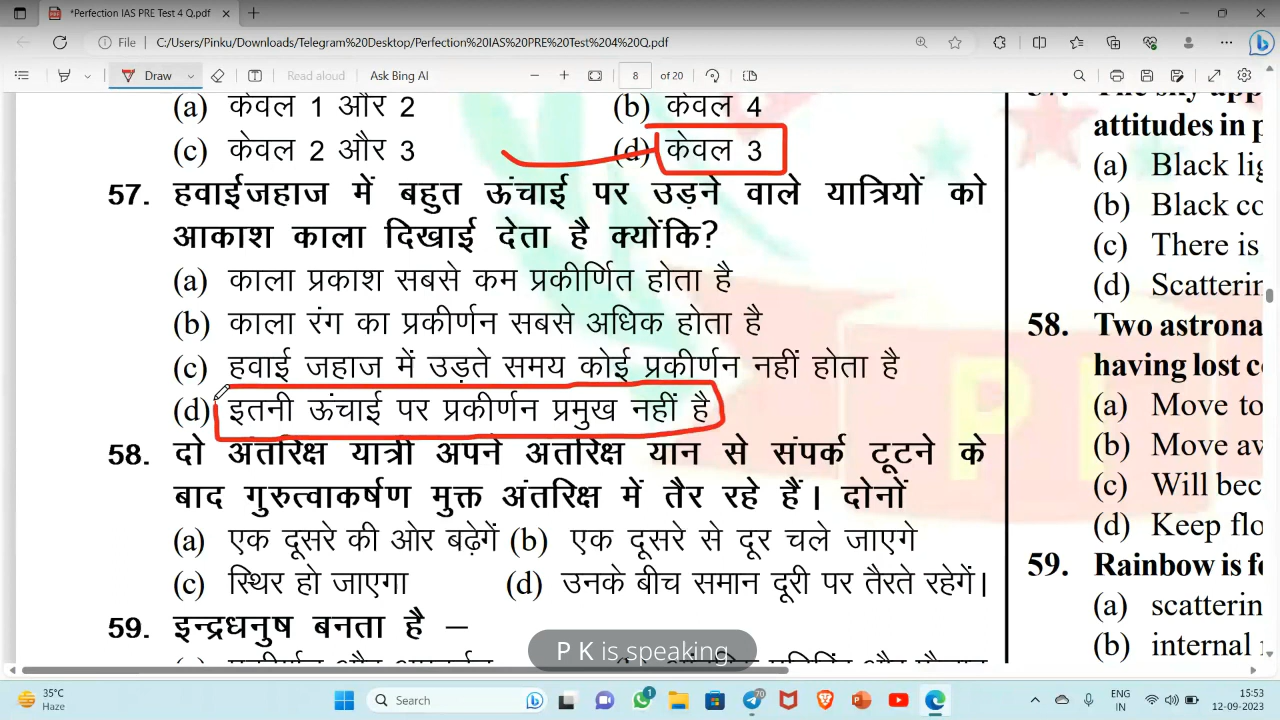 *Perfection IAS PRE Test 4 Q.pdf
File C:/Users/Pinku/Downloads/Telegram%20Desktop/Perfection%20IAS%20PRE%20Test%204%20Q.pdf
Draw Read aloud Ask Bing AI 8 of 20
(a) केवल 1 और 2 (b) केवल 4
(c) केवल 2 और 3 (d) केवल 3
57. हवाईजहाज में बहुत ऊंचाई पर उड़ने वाले यात्रियों को
आकाश काला दिखाई देता है क्योंकि?
(a) काला प्रकाश सबसे कम प्रकीर्णित होता है
(b) काला रंग का प्रकीर्णन सबसे अधिक होता है
(c) हवाई जहाज में उड़ते समय कोई प्रकीर्णन नहीं होता है
(d) इतनी ऊंचाई पर प्रकीर्णन प्रमुख नहीं है
58. दो अंतरिक्ष यात्री अपने अतरिक्ष यान से संपर्क टूटने के
बाद गुरुत्वाकर्षण मुक्त अंतरिक्ष में तैर रहे हैं। दोनों
(a) एक दूसरे की ओर बढ़ेगें (b) एक दूसरे से दूर चले जाएगे
(c) स्थिर हो जाएगा (d) उनके बीच समान दूरी पर तैरते रहेगें।
59. इन्द्रधनुष बनता है –
attitudes in p
(a) Black lig
(b) Black co
(c) There is
(d) Scatterin
58. Two astrona
having lost c
(a) Move to
(b) Move aw
(c) Will bec
(d) Keep flo
59. Rainbow is f
(a) scatterin
(b) internal
P K is speaking
35°C
Haze
Search
70
1
ENG
IN
15:53
12-09-2023